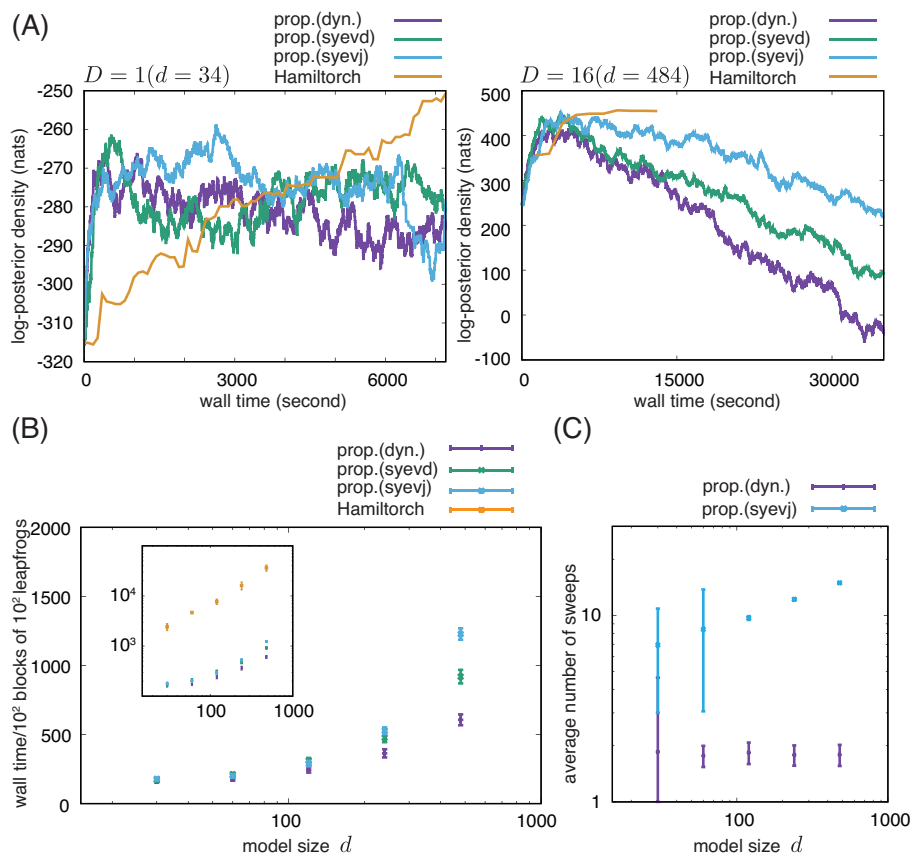 (A)
prop.(dyn.)
prop.(syevd)
prop.(syevj)
Hamiltorch
D = 1(d = 34)
log-posterior density (nats)
-250
-260
-270
-280
-290
-300
-310
-320
0 3000 6000
wall time (second)
prop.(dyn.)
prop.(syevd)
prop.(syevj)
Hamiltorch
D = 16(d = 484)
log-posterior density (nats)
500
400
300
200
100
0
-100
0 15000 30000
wall time (second)
(B)
prop.(dyn.)
prop.(syevd)
prop.(syevj)
Hamiltorch
wall time/10² blocks of 10² leapfrogs
2000
1500
1000
500
0
10⁴
10³
100 1000
100 1000
model size d
(C)
prop.(dyn.)
prop.(syevj)
average number of sweeps
10
1
100 1000
model size d